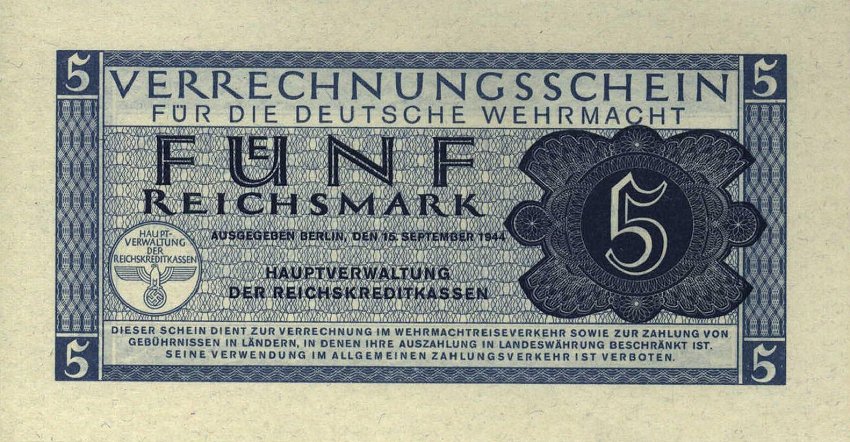 5 5
VERRECHNUNGSSCHEIN
FÜR DIE DEUTSCHE WEHRMACHT
FUENF
REICHSMARK
AUSGEGEBEN BERLIN, DEN 15. SEPTEMBER 1944
5
HAUPT-
VERWALTUNG
DER
REICHSKREDITKASSEN
HAUPTVERWALTUNG
DER REICHSKREDITKASSEN
DIESER SCHEIN DIENT ZUR VERRECHNUNG IM WEHRMACHTREISEVERKEHR SOWIE ZUR ZAHLUNG VON
GEBÜHRNISSEN IN LÄNDERN, IN DENEN IHRE AUSZAHLUNG IN LANDESWÄHRUNG BESCHRÄNKT IST.
SEINE VERWENDUNG IM ALLGEMEINEN ZAHLUNGSVERKEHR IST VERBOTEN.
5 5